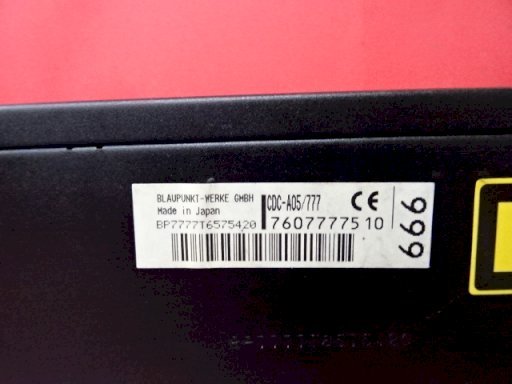 BLAUPUNKT-WERKE GMBH
Made in Japan
BP7777T6575420
CDC-A05/777
CE
7607777510
666